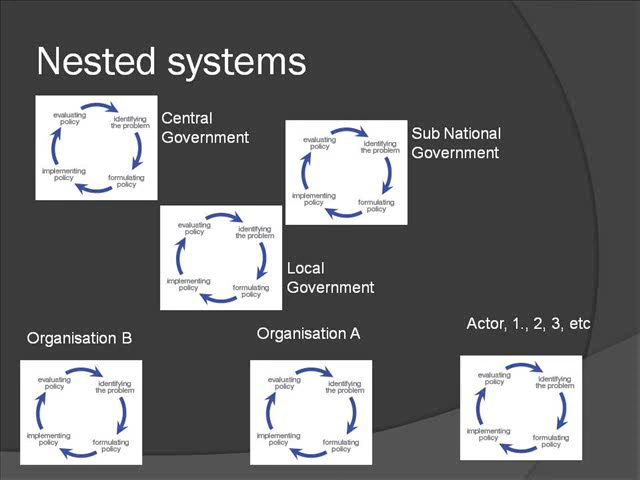 Nested systems
evaluating
policy
identifying
the problem
implementing
policy
formulating
policy
Central
Government
evaluating
policy
identifying
the problem
implementing
policy
formulating
policy
Sub National
Government
evaluating
policy
identifying
the problem
implementing
policy
formulating
policy
Local
Government
Organisation B
evaluating
policy
identifying
the problem
implementing
policy
formulating
policy
Organisation A
evaluating
policy
identifying
the problem
implementing
policy
formulating
policy
Actor, 1., 2, 3, etc
evaluating
policy
identifying
the problem
implementing
policy
formulating
policy